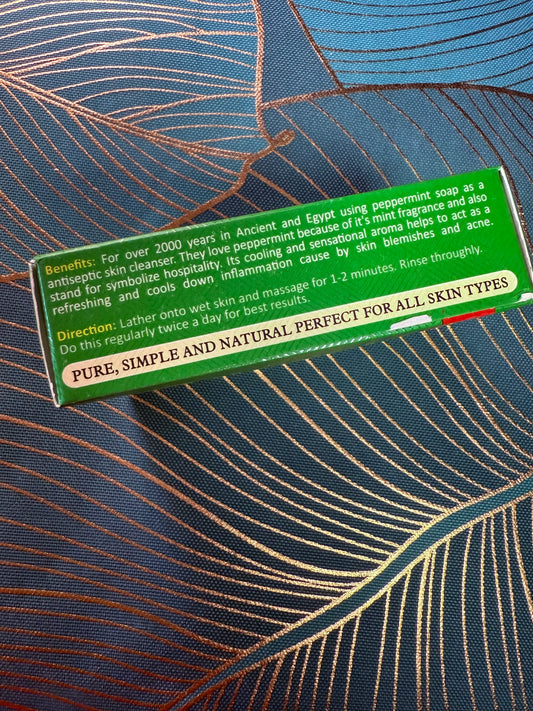 Benefits: For over 2000 years in Ancient and Egypt using peppermint soap as a
antiseptic skin cleanser. They love peppermint because of it's mint fragrance and also
stand for symbolize hospitality. Its cooling and sensational aroma helps to act as a
refreshing and cools down inflammation cause by skin blemishes and acne.
Direction: Lather onto wet skin and massage for 1-2 minutes. Rinse throughly.
Do this regularly twice a day for best results.
PURE, SIMPLE AND NATURAL PERFECT FOR ALL SKIN TYPES